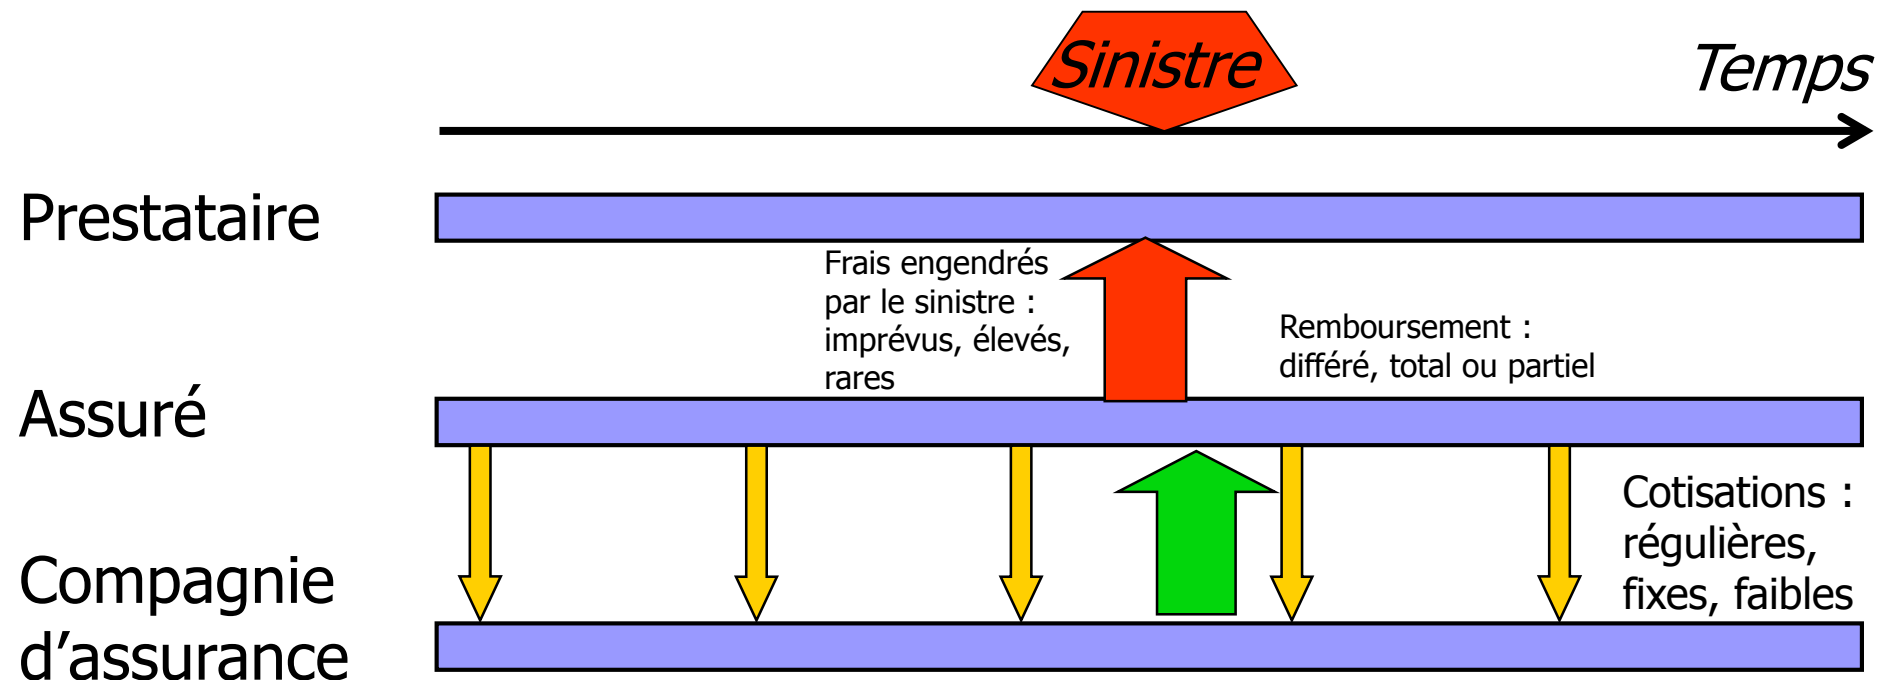 Sinistre
Temps
Prestataire
Frais engendrés
par le sinistre :
imprévus, élevés,
rares
Remboursement :
différé, total ou partiel
Assuré
Cotisations :
régulières,
fixes, faibles
Compagnie
d’assurance